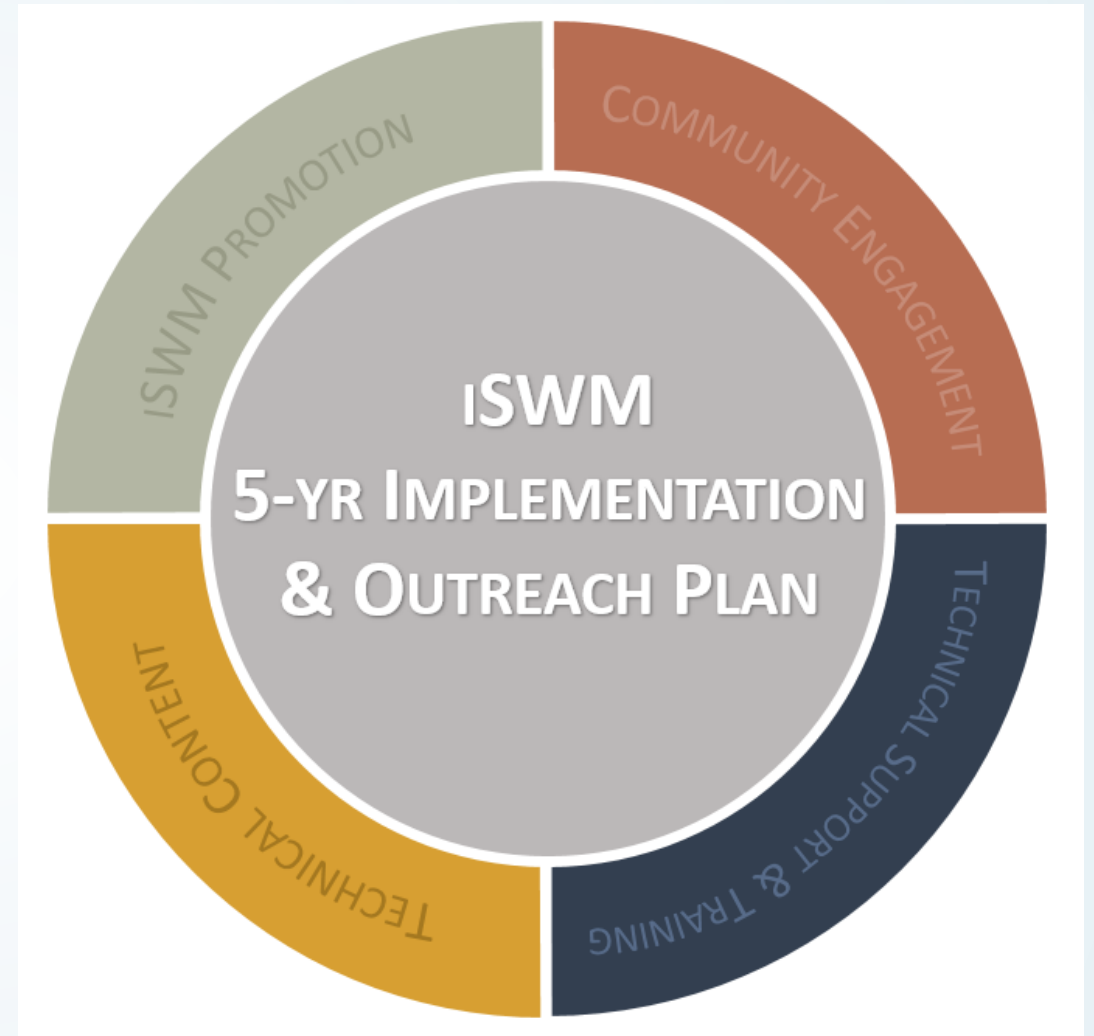 iSWM PROMOTION
COMMUNITY ENGAGEMENT
iSWM
5-YR IMPLEMENTATION
& OUTREACH PLAN
TECHNICAL CONTENT
TECHNICAL SUPPORT & TRAINING